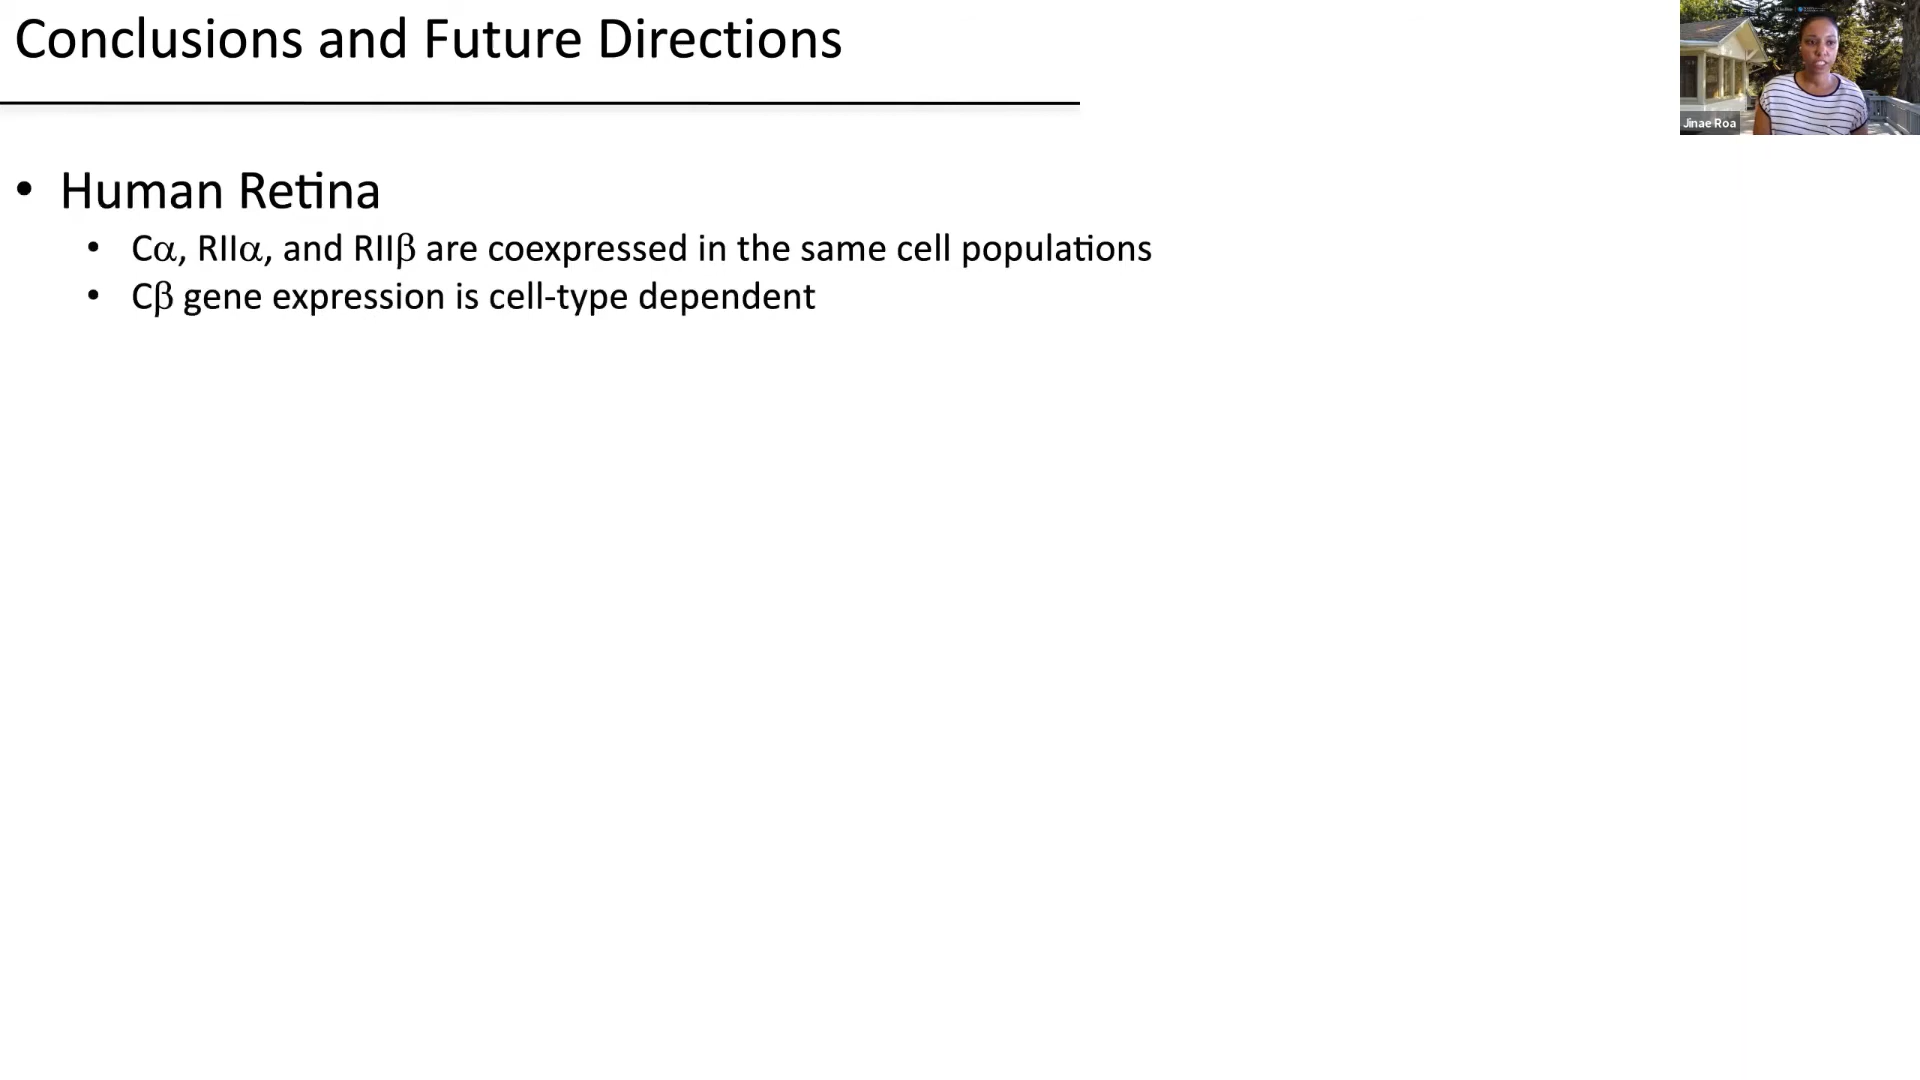 Conclusions and Future Directions
• Human Retina
• Cα, RIIα, and RIIβ are coexpressed in the same cell populations
• Cβ gene expression is cell-type dependent
Jinae Roa